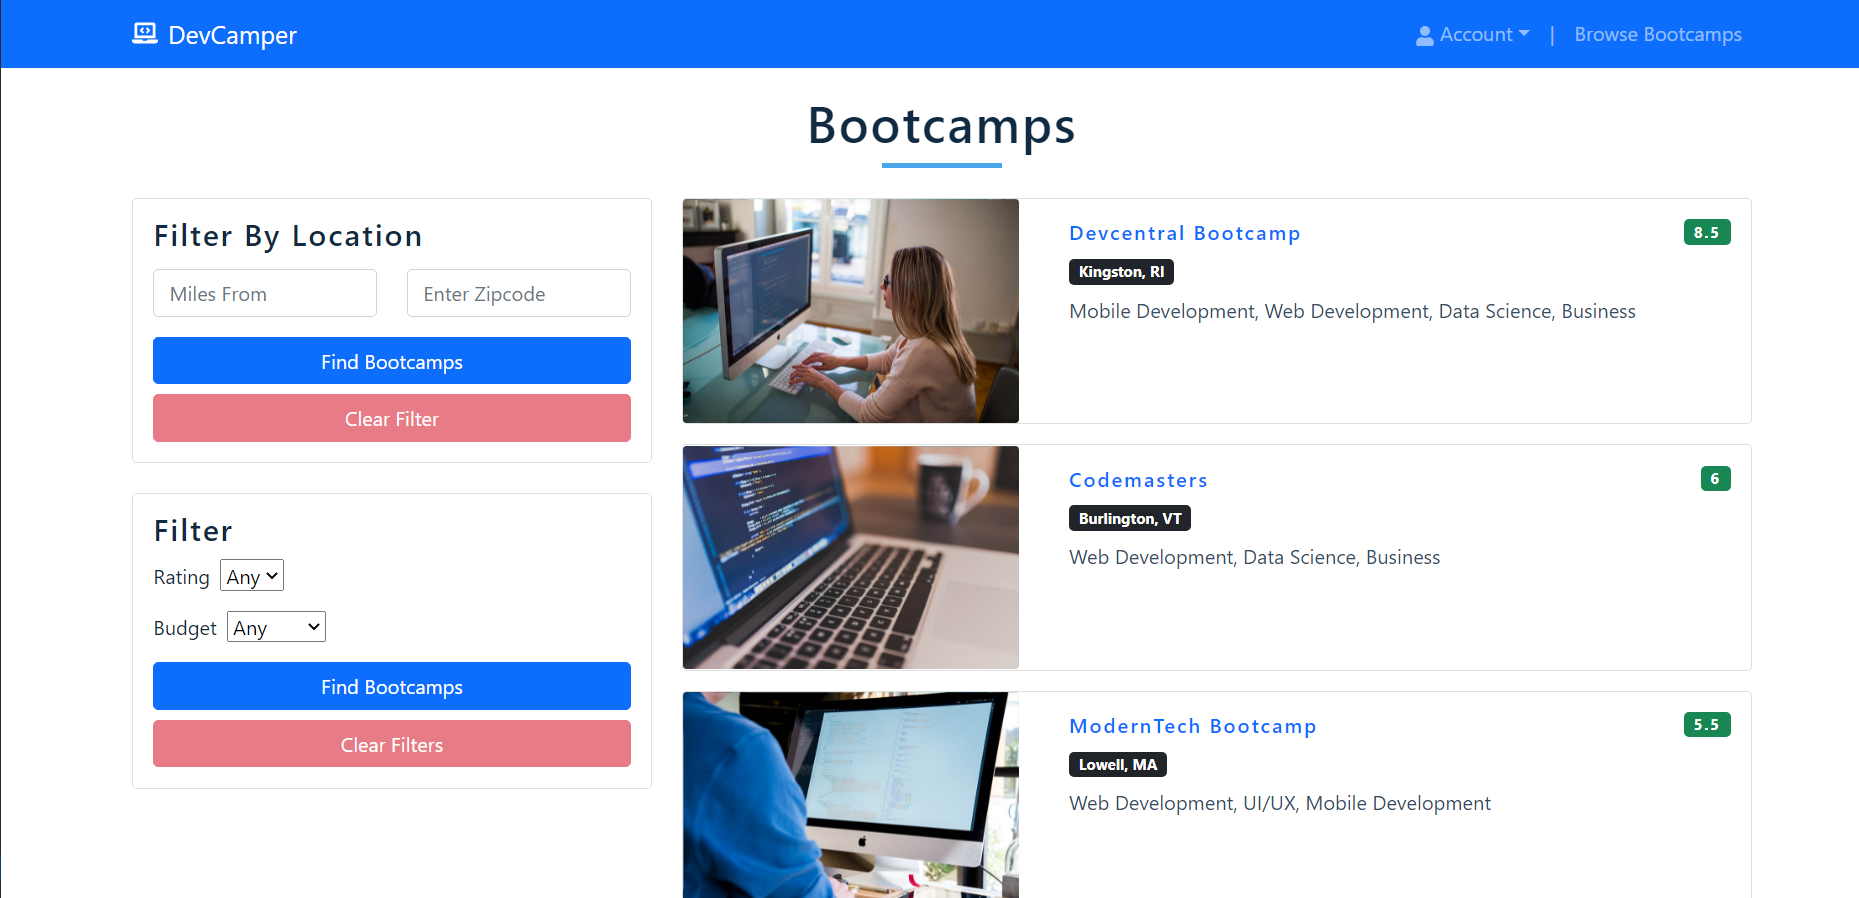 DevCamper
Account | Browse Bootcamps
Bootcamps
Filter By Location
Miles From
Enter Zipcode
Find Bootcamps
Clear Filter
Filter
Rating Any
Budget Any
Find Bootcamps
Clear Filters
Devcentral Bootcamp
8.5
Kingston, RI
Mobile Development, Web Development, Data Science, Business
Codemasters
6
Burlington, VT
Web Development, Data Science, Business
ModernTech Bootcamp
5.5
Lowell, MA
Web Development, UI/UX, Mobile Development